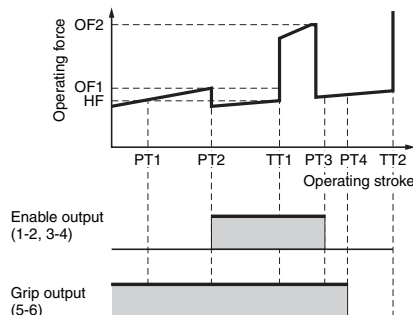 Operating force
OF2
OF1
HF
PT1 PT2 TT1 PT3 PT4 TT2
Operating stroke
Enable output
(1-2, 3-4)
Grip output
(5-6)